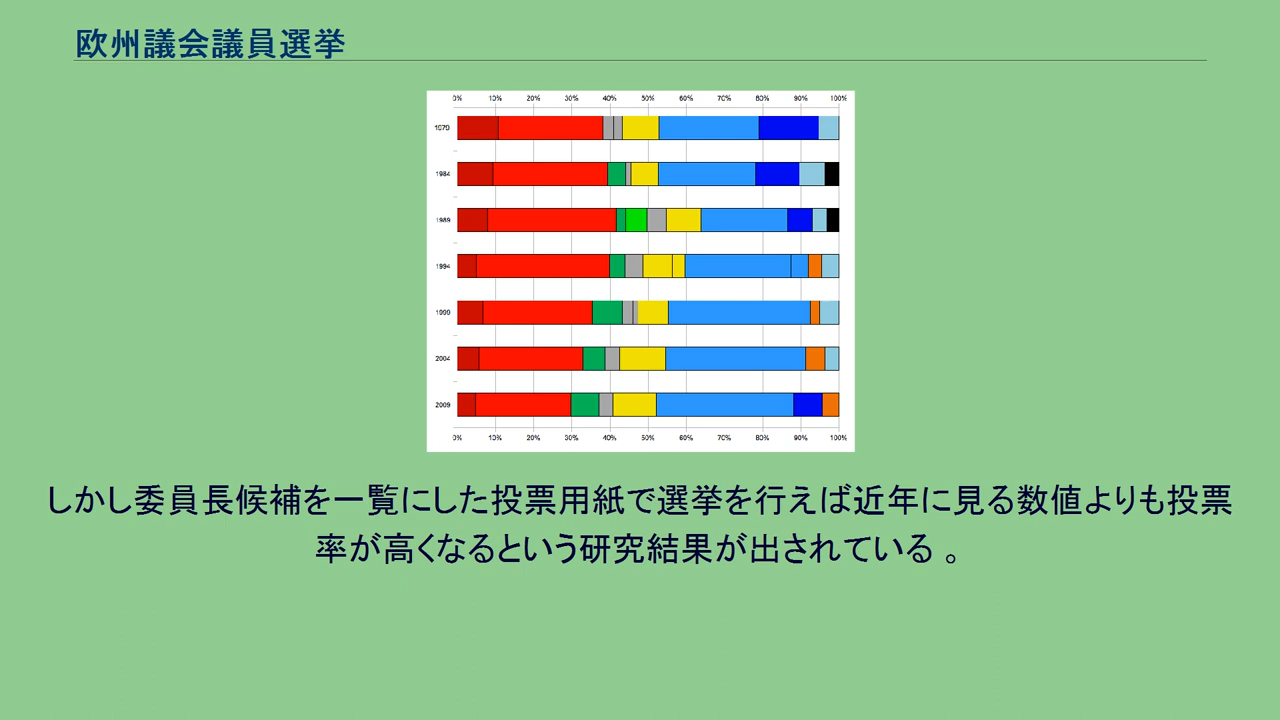 欧州議会議員選挙
0% 10% 20% 30% 40% 50% 60% 70% 80% 90% 100%
1979
1984
1989
1994
1999
2004
2009
0% 10% 20% 30% 40% 50% 60% 70% 80% 90% 100%
しかし委員長候補を一覧にした投票用紙で選挙を行えば近年に見る数値よりも投票
率が高くなるという研究結果が出されている 。